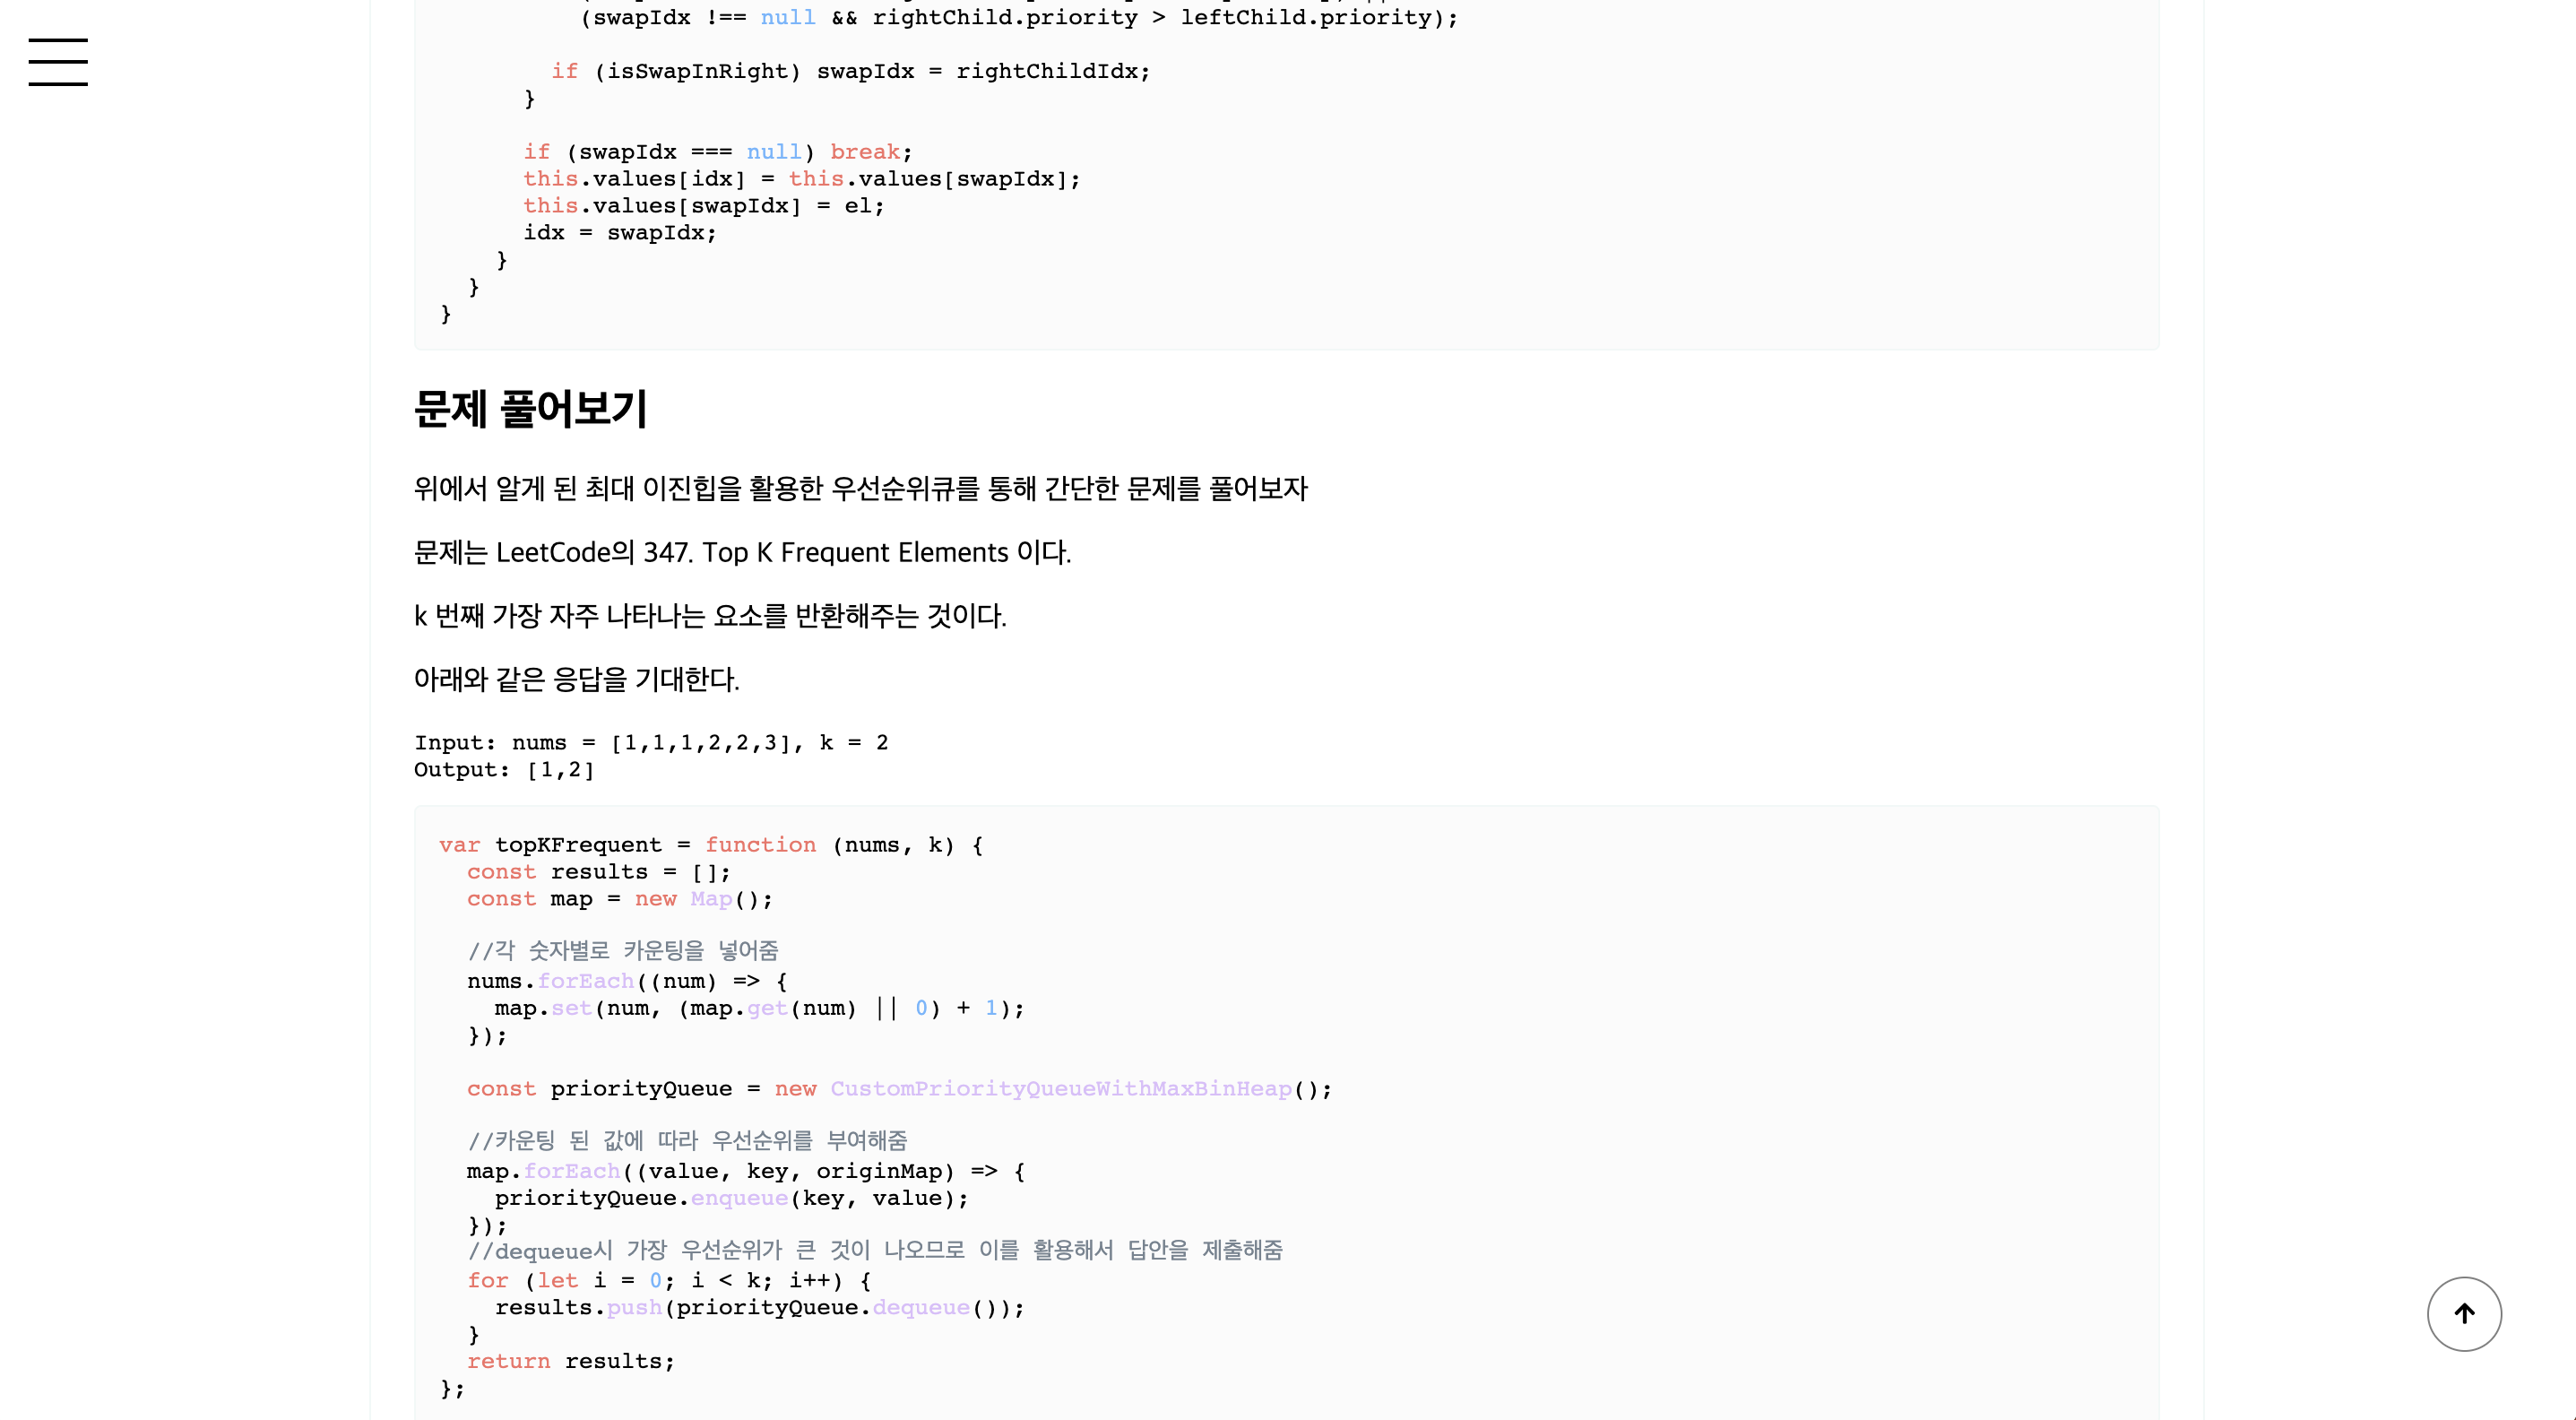 (swapIdx !== null && rightChild.priority > leftChild.priority);
if (isSwapInRight) swapIdx = rightChildIdx;
}
if (swapIdx === null) break;
this.values[idx] = this.values[swapIdx];
this.values[swapIdx] = el;
idx = swapIdx;
}
}
}
문제 풀어보기
위에서 알게 된 최대 이진힙을 활용한 우선순위큐를 통해 간단한 문제를 풀어보자
문제는 LeetCode의 347. Top K Frequent Elements 이다.
k 번째 가장 자주 나타나는 요소를 반환해주는 것이다.
아래와 같은 응답을 기대한다.
Input: nums = [1,1,1,2,2,3], k = 2
Output: [1,2]
var topKFrequent = function (nums, k) {
const results = [];
const map = new Map();
//각 숫자별로 카운팅을 넣어줌
nums.forEach((num) => {
map.set(num, (map.get(num) || 0) + 1);
});
const priorityQueue = new CustomPriorityQueueWithMaxBinHeap();
//카운팅 된 값에 따라 우선순위를 부여해줌
map.forEach((value, key, originMap) => {
priorityQueue.enqueue(key, value);
});
//dequeue시 가장 우선순위가 큰 것이 나오므로 이를 활용해서 답안을 제출해줌
for (let i = 0; i < k; i++) {
results.push(priorityQueue.dequeue());
}
return results;
};